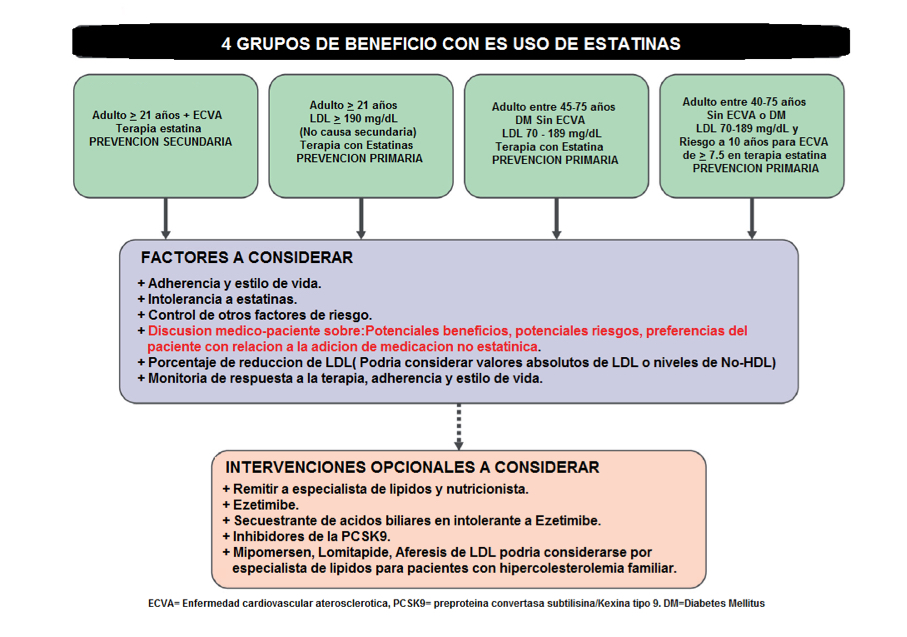 4 GRUPOS DE BENEFICIO CON ES USO DE ESTATINAS
Adulto ≥ 21 años + ECVA
Terapia estatina
PREVENCION SECUNDARIA
Adulto ≥ 21 años
LDL ≥ 190 mg/dL
(No causa secundaria)
Terapia con Estatinas
PREVENCION PRIMARIA
Adulto entre 45-75 años
DM Sin ECVA
LDL 70 - 189 mg/dL
Terapia con Estatina
PREVENCION PRIMARIA
Adulto entre 40-75 años
Sin ECVA o DM
LDL 70-189 mg/dL y
Riesgo a 10 años para ECVA
de ≥ 7.5 en terapia estatina
PREVENCION PRIMARIA
FACTORES A CONSIDERAR
+ Adherencia y estilo de vida.
+ Intolerancia a estatinas.
+ Control de otros factores de riesgo.
+ Discusion medico-paciente sobre:Potenciales beneficios, potenciales riesgos, preferencias del
paciente con relacion a la adicion de medicacion no estatinica.
+ Porcentaje de reduccion de LDL( Podria considerar valores absolutos de LDL o niveles de No-HDL)
+ Monitoria de respuesta a la terapia, adherencia y estilo de vida.
INTERVENCIONES OPCIONALES A CONSIDERAR
+ Remitir a especialista de lipidos y nutricionista.
+ Ezetimibe.
+ Secuestrante de acidos biliares en intolerante a Ezetimibe.
+ Inhibidores de la PCSK9.
+ Mipomersen, Lomitapide, Aferesis de LDL podria considerarse por
especialista de lipidos para pacientes con hipercolesterolemia familiar.
ECVA= Enfermedad cardiovascular aterosclerotica, PCSK9= preproteina convertasa subtilisina/Kexina tipo 9. DM=Diabetes Mellitus